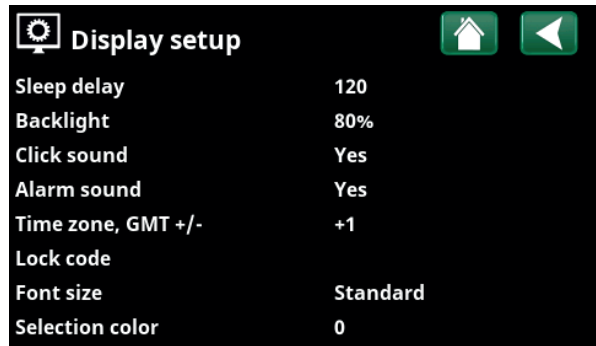 Display setup
Sleep delay 120
Backlight 80%
Click sound Yes
Alarm sound Yes
Time zone, GMT +/- +1
Lock code
Font size Standard
Selection color 0